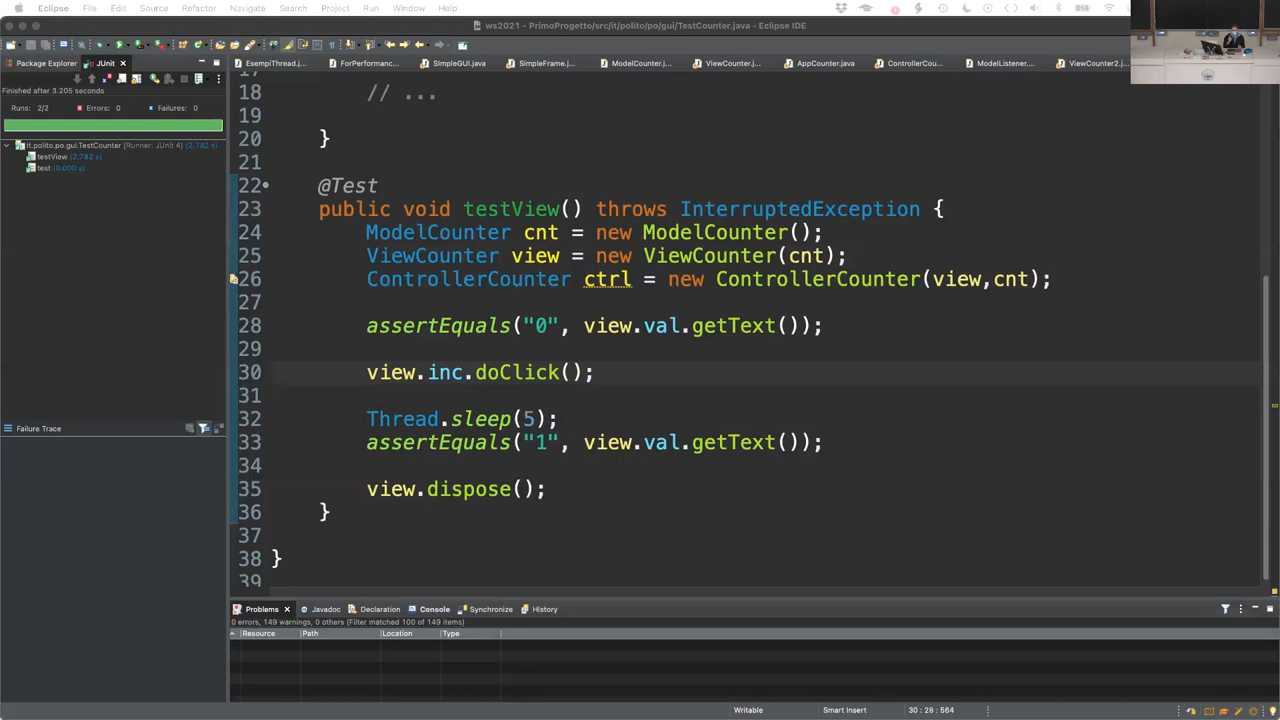 Eclipse File Edit Source Refactor Navigate Search Project Run Window Help
ws2021 - PrimoProgetto/src/it/polito/po/gui/TestCounter.java - Eclipse IDE
Package Explorer JUnit
EsempiThread.j... ForPerformanc... SImpleGUI.java SimpleFrame.j... ModelCounter.j... ViewCounter.j... AppCounter.java ControllerCou... ModelListener.... ViewCounter2.j...
Finished after 3.205 seconds
Runs: 2/2 Errors: 0 Failures: 0
it.polito.po.gui.TestCounter [Runner: JUnit 4] (2.782 s)
testView (2.782 s)
test (0.000 s)
Failure Trace
17
18 // ...
19
20 }
21
22 @Test
23 public void testView() throws InterruptedException {
24 ModelCounter cnt = new ModelCounter();
25 ViewCounter view = new ViewCounter(cnt);
26 ControllerCounter ctrl = new ControllerCounter(view,cnt);
27
28 assertEquals("0", view.val.getText());
29
30 view.inc.doClick();
31
32 Thread.sleep(5);
33 assertEquals("1", view.val.getText());
34
35 view.dispose();
36 }
37
38 }
39
Problems Javadoc Declaration Console Synchronize History
0 errors, 149 warnings, 0 others (Filter matched 100 of 149 items)
Resource Path Location Type
Writable Smart Insert 30 : 28 : 564